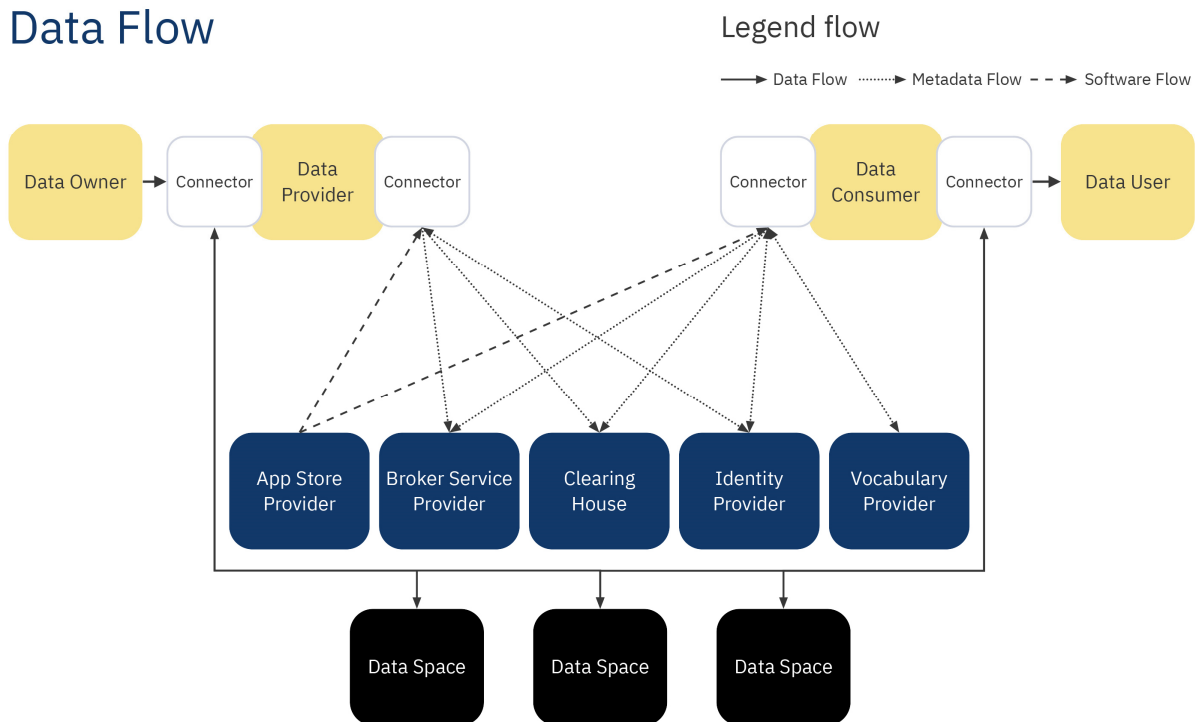 Data Flow
Legend flow
Data Flow
Metadata Flow
Software Flow
Data Owner
Connector
Data
Provider
Connector
Connector
Data
Consumer
Connector
Data User
App Store
Provider
Broker Service
Provider
Clearing
House
Identity
Provider
Vocabulary
Provider
Data Space
Data Space
Data Space